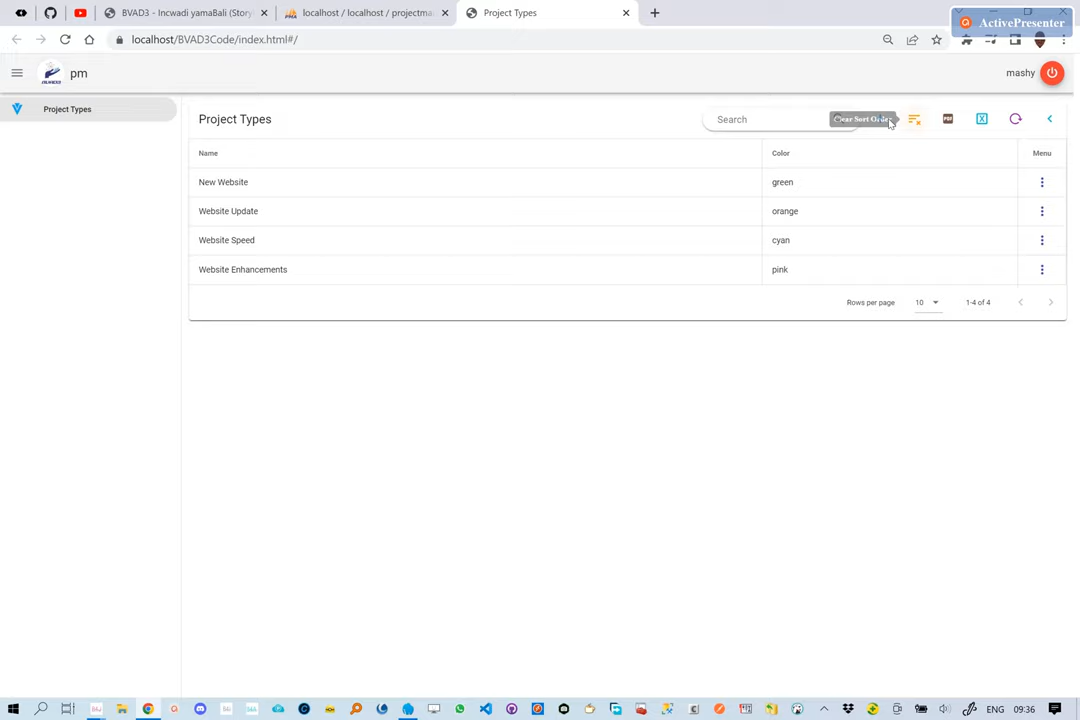 BVAD3 - Incwadi yamaBali (Story
localhost / localhost / projectma
Project Types
ActivePresenter
localhost/BVAD3Code/index.html#/
pm
mashy
Project Types
Project Types
Search
Clear Sort Order
Name
Color
Menu
New Website
green
Website Update
orange
Website Speed
cyan
Website Enhancements
pink
Rows per page
10
1-4 of 4
ENG
09:36